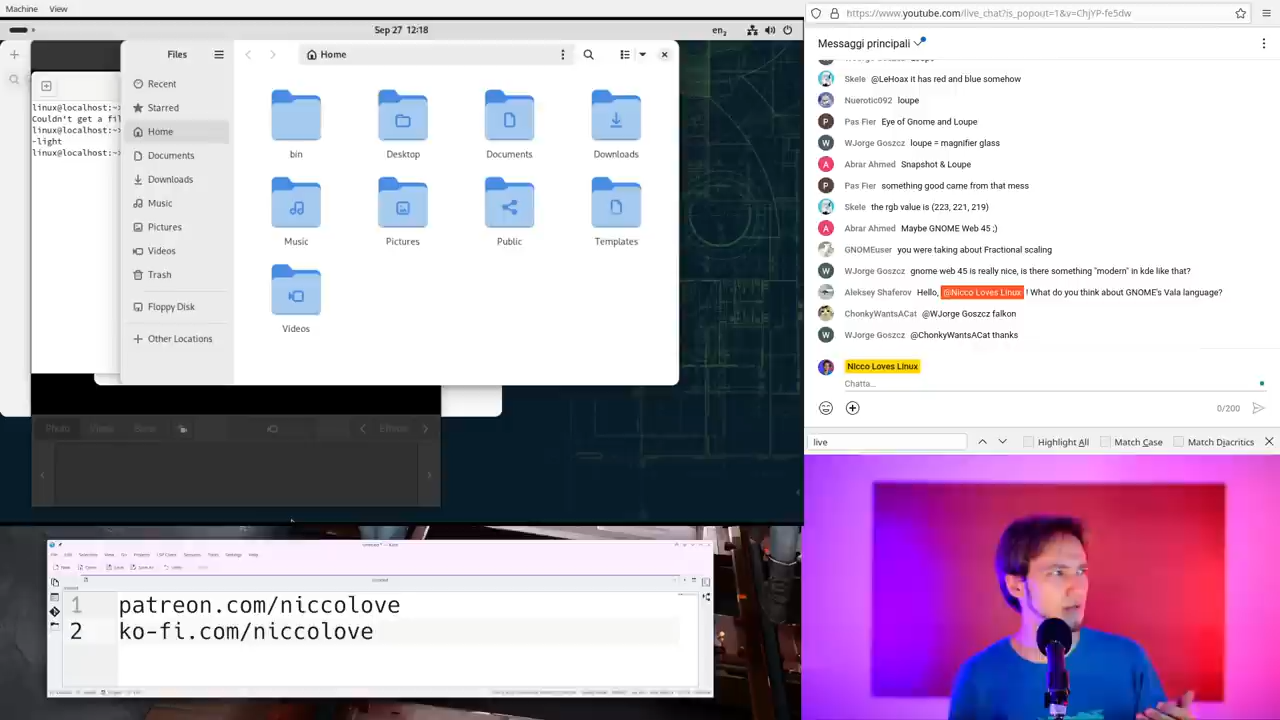 Machine View
Sep 27 12:18
en₂
Files
Home
Recent
Starred
Home
Documents
Downloads
Music
Pictures
Videos
Trash
Floppy Disk
Other Locations
bin
Desktop
Documents
Downloads
Music
Pictures
Public
Templates
Videos
linux@localhost:~
Couldn't get a fil
linux@localhost:~
-light
linux@localhost:~
Photo
Effects
1 patreon.com/niccolove
2 ko-fi.com/niccolove
https://www.youtube.com/live_chat?is_popout=1&v=ChjYP-fe5dw
Messaggi principali
Skele @LeHoax it has red and blue somehow
Nuerotic092 loupe
Pas Fier Eye of Gnome and Loupe
WJorge Goszcz loupe = magnifier glass
Abrar Ahmed Snapshot & Loupe
Pas Fier something good came from that mess
Skele the rgb value is (223, 221, 219)
Abrar Ahmed Maybe GNOME Web 45 ;)
GNOMEuser you were taking about Fractional scaling
WJorge Goszcz gnome web 45 is really nice, is there something "modern" in kde like that?
Aleksey Shaferov Hello, @Nicco Loves Linux ! What do you think about GNOME's Vala language?
ChonkyWantsACat @WJorge Goszcz falkon
WJorge Goszcz @ChonkyWantsACat thanks
Nicco Loves Linux
Chatta...
0/200
live
Highlight All
Match Case
Match Diacritics